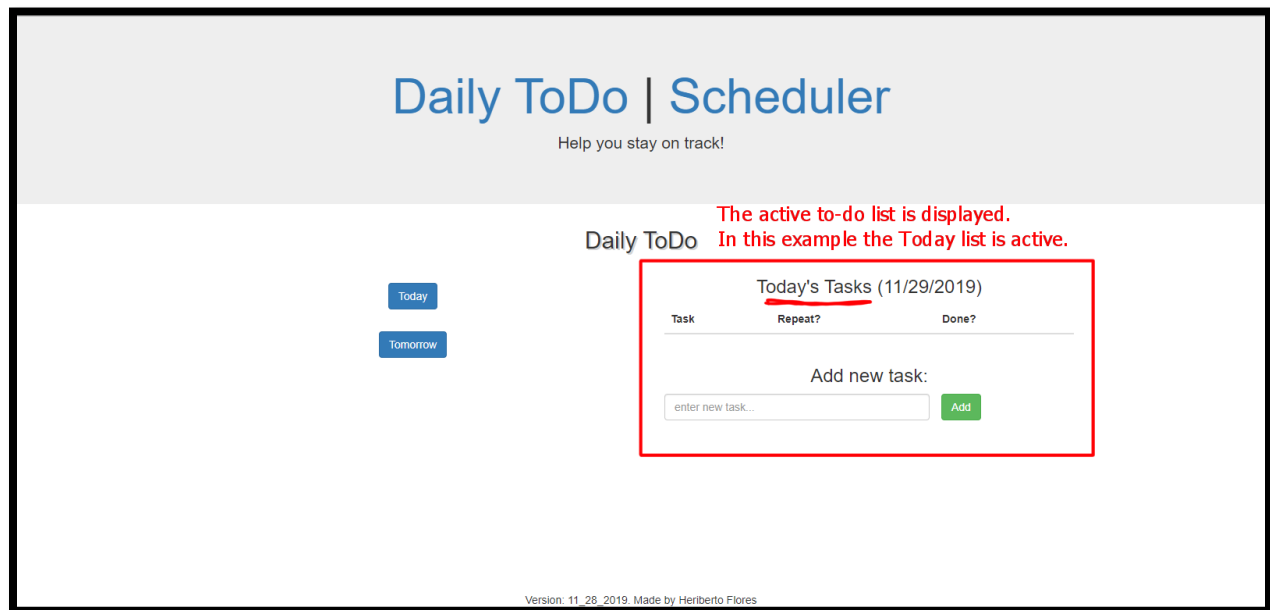 Daily ToDo | Scheduler
Help you stay on track!
The active to-do list is displayed.
In this example the Today list is active.
Daily ToDo
Today
Tomorrow
Today's Tasks (11/29/2019)
Task Repeat? Done?
Add new task:
enter new task... Add
Version: 11_28_2019. Made by Heriberto Flores